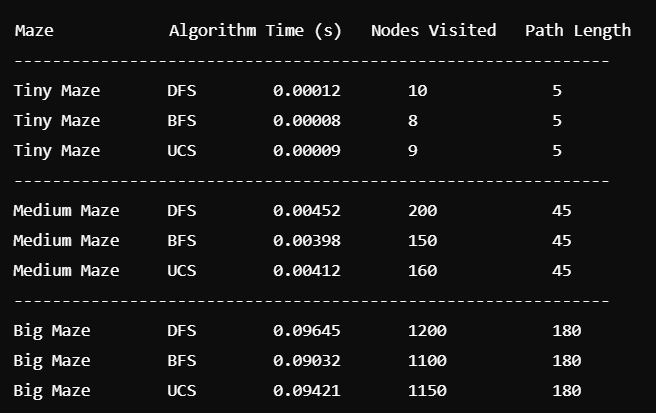 Maze Algorithm Time (s) Nodes Visited Path Length
--------------------------------------------------------------
Tiny Maze DFS 0.00012 10 5
Tiny Maze BFS 0.00008 8 5
Tiny Maze UCS 0.00009 9 5
--------------------------------------------------------------
Medium Maze DFS 0.00452 200 45
Medium Maze BFS 0.00398 150 45
Medium Maze UCS 0.00412 160 45
--------------------------------------------------------------
Big Maze DFS 0.09645 1200 180
Big Maze BFS 0.09032 1100 180
Big Maze UCS 0.09421 1150 180